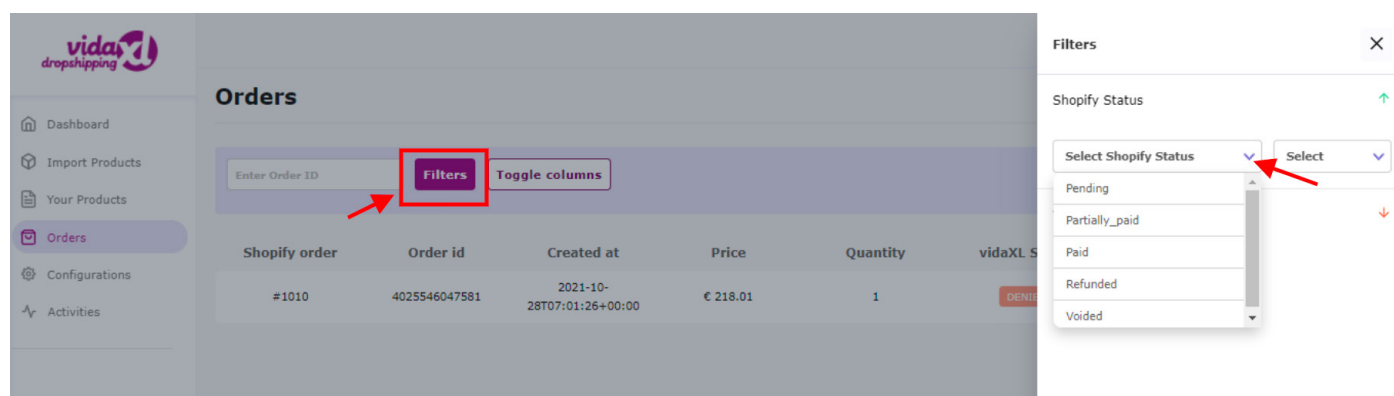 vidaXL
dropshipping
Dashboard
Import Products
Your Products
Orders
Configurations
Activities
Orders
Enter Order ID
Filters
Toggle columns
Shopify order Order id Created at Price Quantity vidaXL S
#1010 4025546047581 2021-10-28T07:01:26+00:00 € 218.01 1 DENIE
Filters
Shopify Status
Select Shopify Status
Select
Pending
Partially_paid
Paid
Refunded
Voided